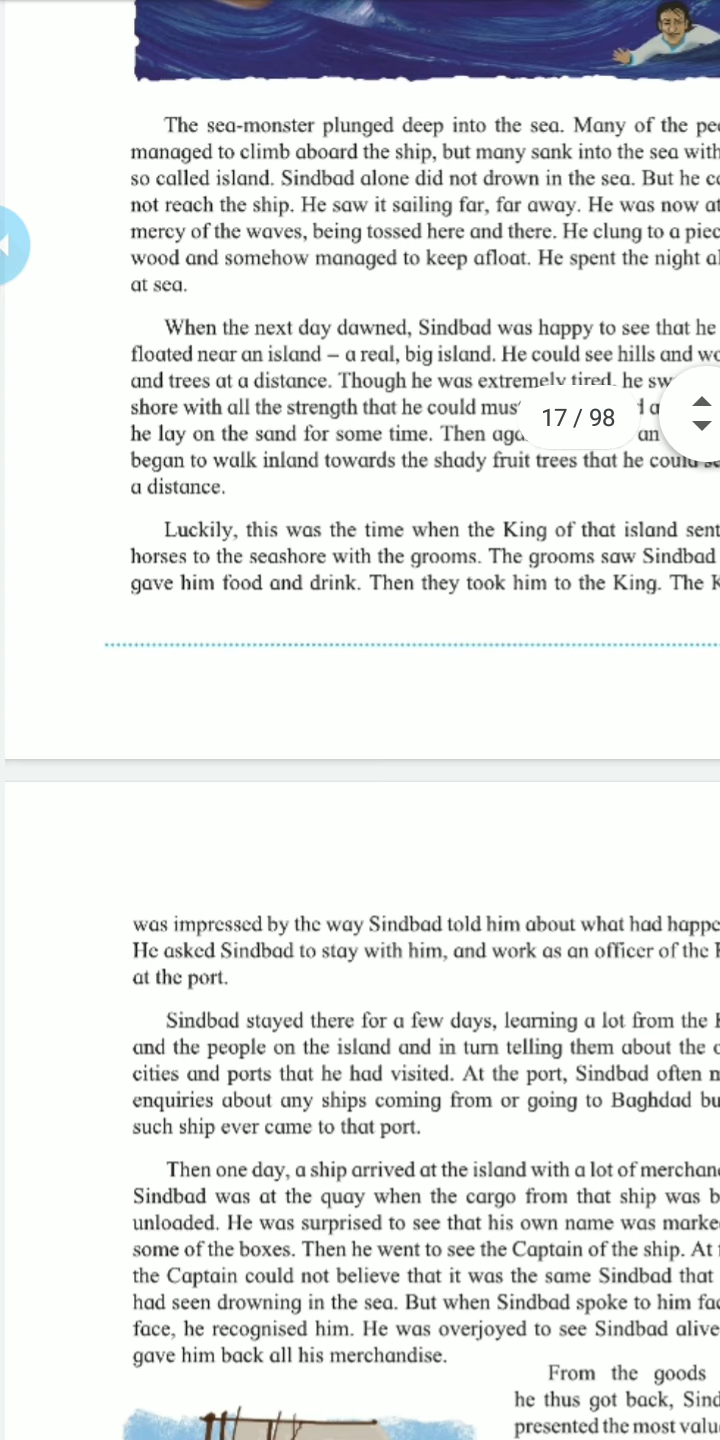 The sea-monster plunged deep into the sea. Many of the
managed to climb aboard the ship, but many sank into the sea with
so called island. Sindbad alone did not drown in the sea. But he
not reach the ship. He saw it sailing far, far away. He was now at
mercy of the waves, being tossed here and there. He clung to a
wood and somehow managed to keep afloat. He spent the night
at sea.
When the next day dawned, Sindbad was happy to see that he
floated near an island – a real, big island. He could see hills and
and trees at a distance. Though he was extremely tired, he
shore with all the strength that he could
17 / 98
he lay on the sand for some time. Then
began to walk inland towards the shady fruit trees that he could
a distance.
Luckily, this was the time when the King of that island sent
horses to the seashore with the grooms. The grooms saw Sindbad
gave him food and drink. Then they took him to the King. The
was impressed by the way Sindbad told him about what had
He asked Sindbad to stay with him, and work as an officer of the
at the port.
Sindbad stayed there for a few days, learning a lot from the
and the people on the island and in turn telling them about the
cities and ports that he had visited. At the port, Sindbad often
enquiries about any ships coming from or going to Baghdad
such ship ever came to that port.
Then one day, a ship arrived at the island with a lot of
Sindbad was at the quay when the cargo from that ship was
unloaded. He was surprised to see that his own name was
some of the boxes. Then he went to see the Captain of the ship. At
the Captain could not believe that it was the same Sindbad that
had seen drowning in the sea. But when Sindbad spoke to him
face, he recognised him. He was overjoyed to see Sindbad alive
gave him back all his merchandise.
From the goods
he thus got back,
presented the most